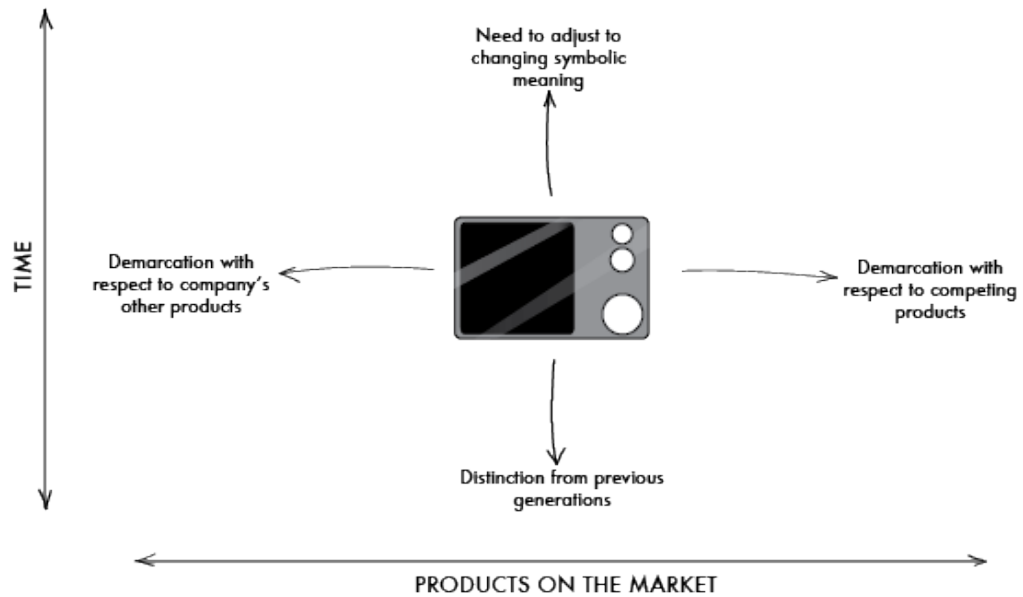 Need to adjust to
changing symbolic
meaning
TIME
Demarcation with
respect to company's
other products
Demarcation with
respect to competing
products
Distinction from previous
generations
PRODUCTS ON THE MARKET